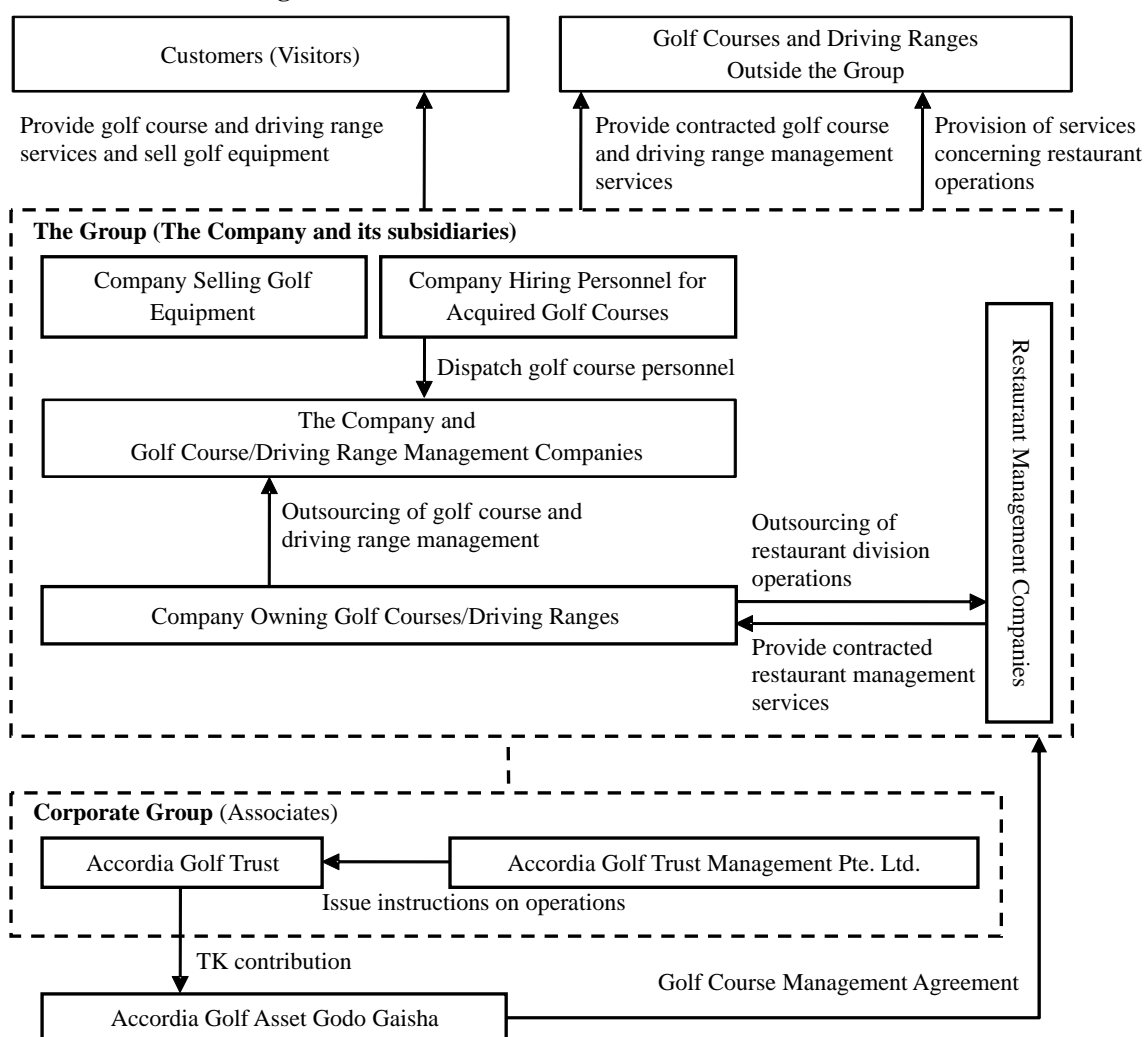 Customers (Visitors)
Golf Courses and Driving Ranges
Outside the Group
Provide golf course and driving range
services and sell golf equipment
Provide contracted golf course
and driving range management
services
Provision of services
concerning restaurant
operations
The Group (The Company and its subsidiaries)
Company Selling Golf
Equipment
Company Hiring Personnel for
Acquired Golf Courses
Dispatch golf course personnel
The Company and
Golf Course/Driving Range Management Companies
Restaurant Management Companies
Outsourcing of golf course and
driving range management
Outsourcing of
restaurant division
operations
Company Owning Golf Courses/Driving Ranges
Provide contracted
restaurant management
services
Corporate Group (Associates)
Accordia Golf Trust
Accordia Golf Trust Management Pte. Ltd.
Issue instructions on operations
TK contribution
Golf Course Management Agreement
Accordia Golf Asset Godo Gaisha